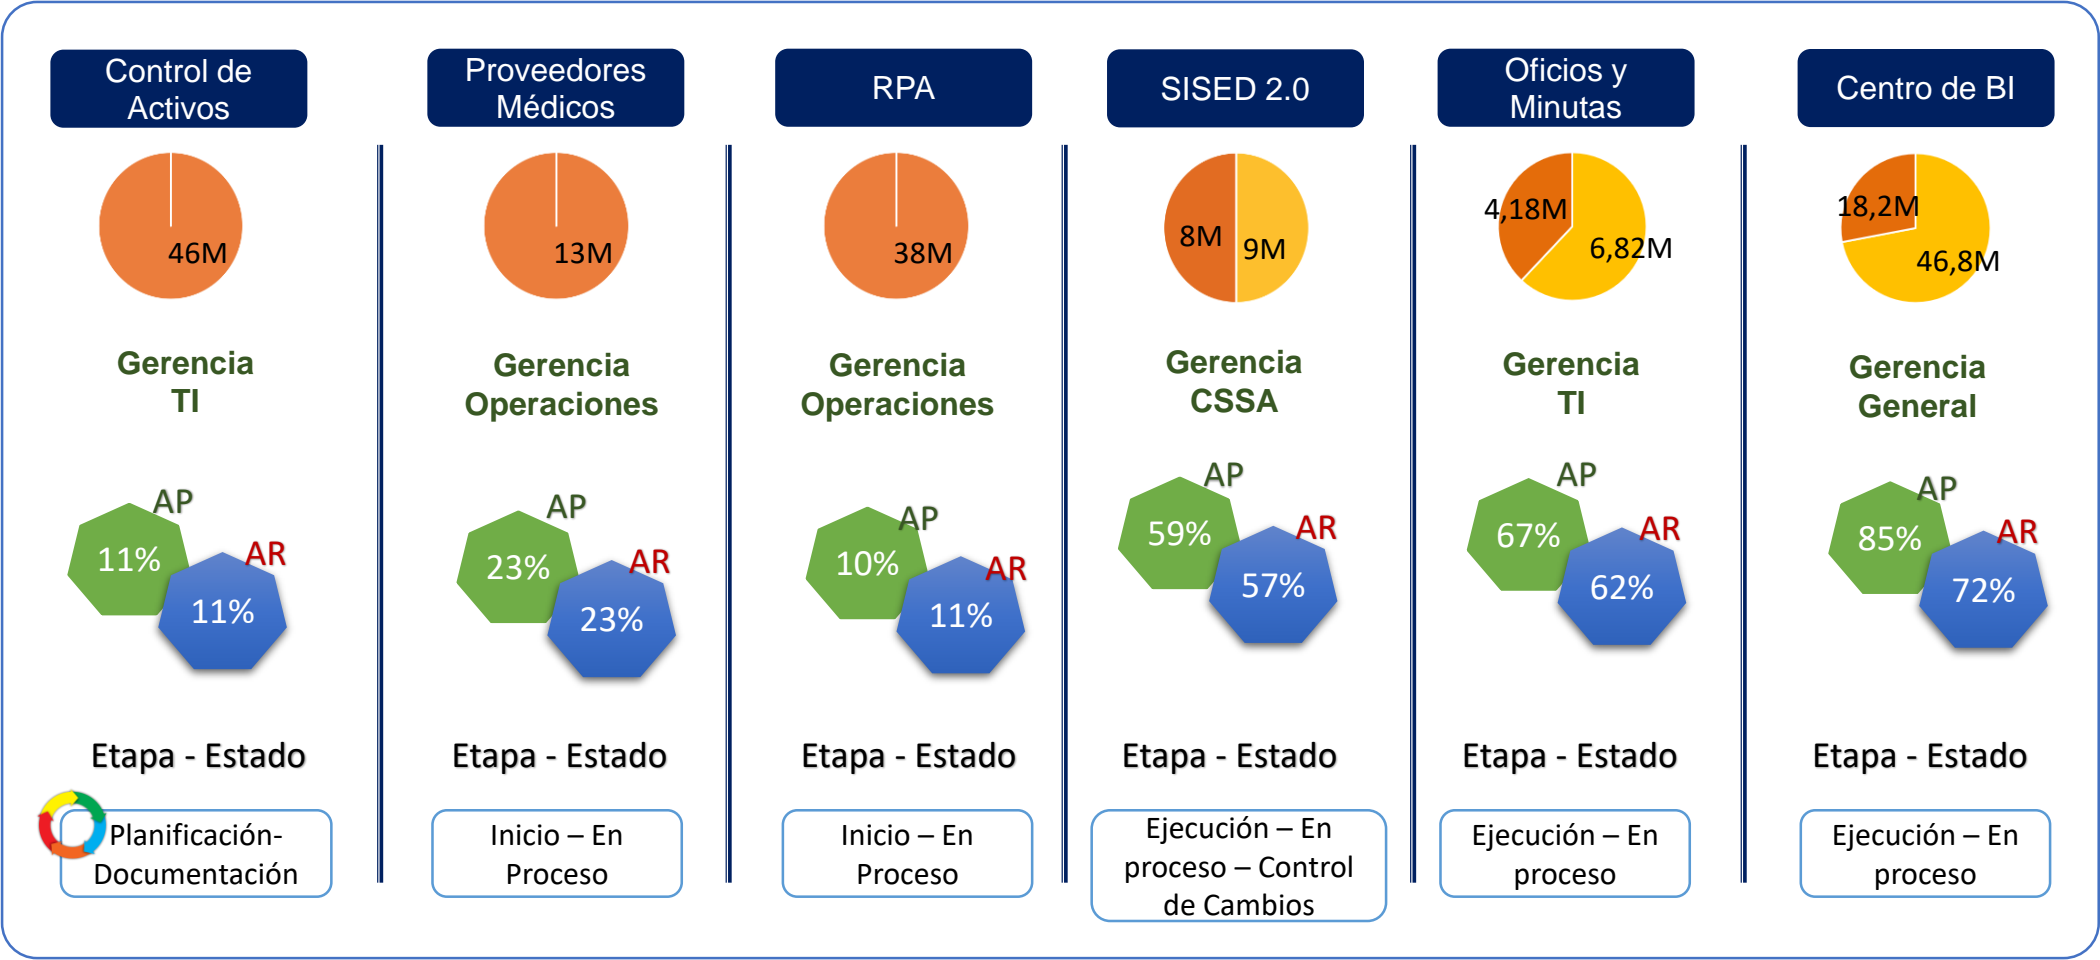 Control de
Activos
46M
Gerencia
TI
AP
11%
AR
11%
Etapa - Estado
Planificación-
Documentación
Proveedores
Médicos
13M
Gerencia
Operaciones
AP
23%
AR
23%
Etapa - Estado
Inicio – En
Proceso
RPA
38M
Gerencia
Operaciones
AP
10%
AR
11%
Etapa - Estado
Inicio – En
Proceso
SISED 2.0
8M
9M
Gerencia
CSSA
AP
59%
AR
57%
Etapa - Estado
Ejecución – En
proceso – Control
de Cambios
Oficios y
Minutas
4,18M
6,82M
Gerencia
TI
AP
67%
AR
62%
Etapa - Estado
Ejecución – En
proceso
Centro de BI
18,2M
46,8M
Gerencia
General
AP
85%
AR
72%
Etapa - Estado
Ejecución – En
proceso